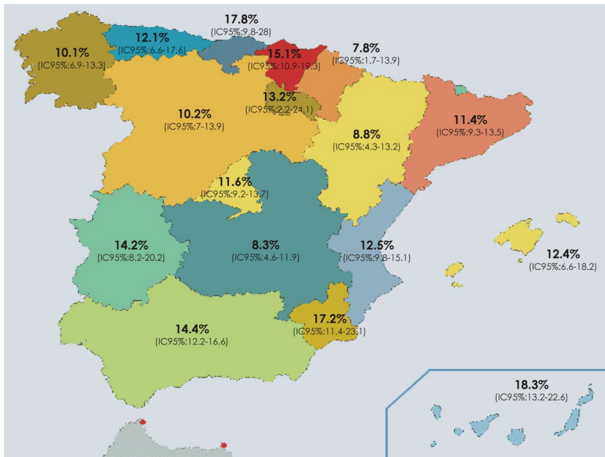 17.8%
(IC95%:9.8-28)
12.1%
(IC95%:6.6-17.6)
10.1%
(IC95%:6.9-13.3)
15.1%
(IC95%:10.9-19.3)
7.8%
(IC95%:1.7-13.9)
13.2%
(IC95%:2.2-24.1)
10.2%
(IC95%:7-13.9)
8.8%
(IC95%:4.3-13.2)
11.4%
(IC95%:9.3-13.5)
11.6%
(IC95%:9.2-13.7)
14.2%
(IC95%:8.2-20.2)
8.3%
(IC95%:4.6-11.9)
12.5%
(IC95%:9.8-15.1)
12.4%
(IC95%:6.6-18.2)
17.2%
(IC95%:11.4-23.1)
14.4%
(IC95%:12.2-16.6)
18.3%
(IC95%:13.2-22.6)